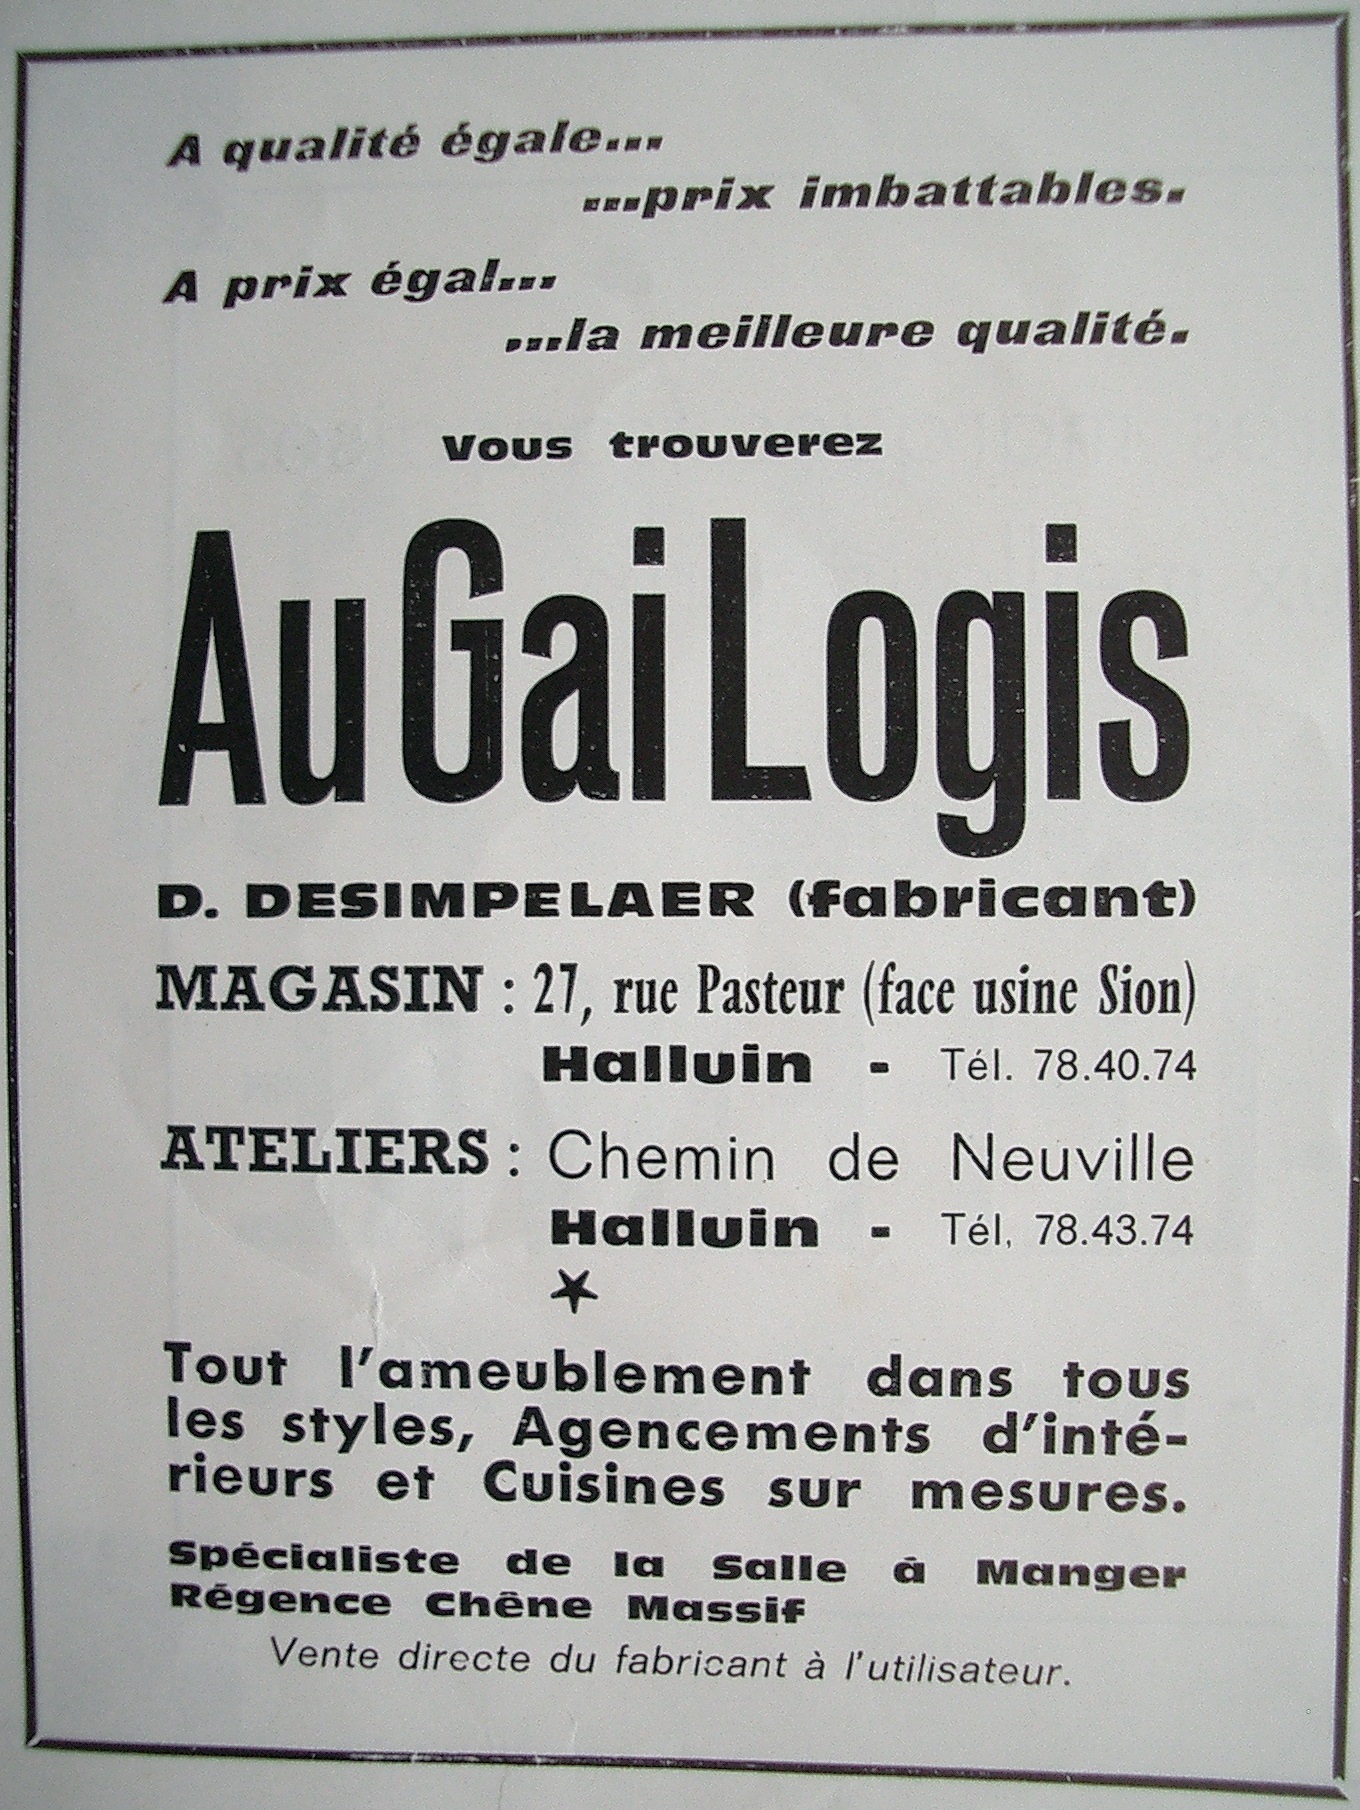 A qualité égale...
...prix imbattables.
A prix égal...
...la meilleure qualité.
Vous trouverez
Au Gai Logis
D. DESIMPELAER (fabricant)
MAGASIN : 27, rue Pasteur (face usine Sion)
Halluin - Tél. 78.40.74
ATELIERS : Chemin de Neuville
Halluin - Tél, 78.43.74
Tout l'ameublement dans tous
les styles, Agencements d'inté-
rieurs et Cuisines sur mesures.
Spécialiste de la Salle à Manger
Régence Chêne Massif
Vente directe du fabricant à l'utilisateur.